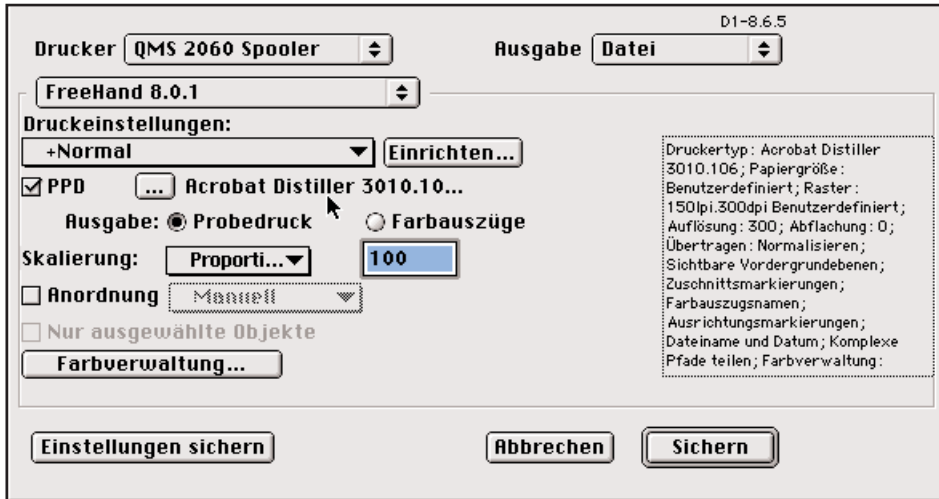 D1-8.6.5
Drucker QMS 2060 Spooler Ausgabe Datei
FreeHand 8.0.1
Druckeinstellungen:
+Normal Einrichten...
PPD ... Acrobat Distiller 3010.10...
Ausgabe: Probedruck Farbauszüge
Skalierung: Proporti... 100
Anordnung Manuell
Nur ausgewählte Objekte
Farbverwaltung...
Druckertyp: Acrobat Distiller
3010.106; Papiergröße:
Benutzerdefiniert; Raster:
150lpi.300dpi Benutzerdefiniert;
Auflösung: 300; Abflachung: 0;
Übertragen: Normalisieren;
Sichtbare Vordergrundebenen;
Zuschnittsmarkierungen;
Farbauszugsnamen;
Ausrichtungsmarkierungen;
Dateiname und Datum; Komplexe
Pfade teilen; Farbverwaltung:
Einstellungen sichern Abbrechen Sichern